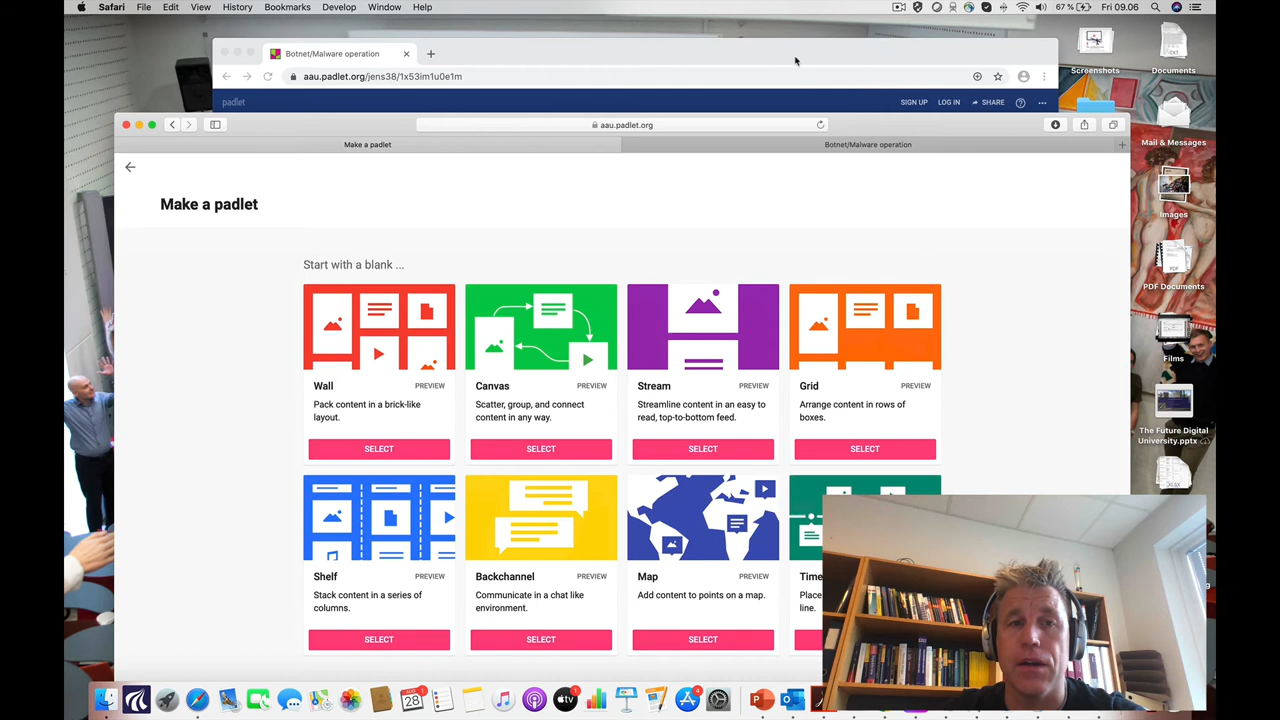 Safari File Edit View History Bookmarks Develop Window Help
67 % Fri 09.06
Botnet/Malware operation
aau.padlet.org/jens38/1x53im1u0e1m
padlet
SIGN UP LOG IN SHARE
aau.padlet.org
Make a padlet
Botnet/Malware operation
Make a padlet
Start with a blank ...
Wall PREVIEW
Pack content in a brick-like
layout.
SELECT
Canvas PREVIEW
Scatter, group, and connect
content in any way.
SELECT
Stream PREVIEW
Streamline content in an easy to
read, top-to-bottom feed.
SELECT
Grid PREVIEW
Arrange content in rows of
boxes.
SELECT
Shelf PREVIEW
Stack content in a series of
columns.
SELECT
Backchannel PREVIEW
Communicate in a chat like
environment.
SELECT
Map PREVIEW
Add content to points on a map.
SELECT
Time
Place
line.
Screenshots
Documents
Mail & Messages
Images
PDF
PDF Documents
Films
The Future Digital
University.pptx
AUG
28